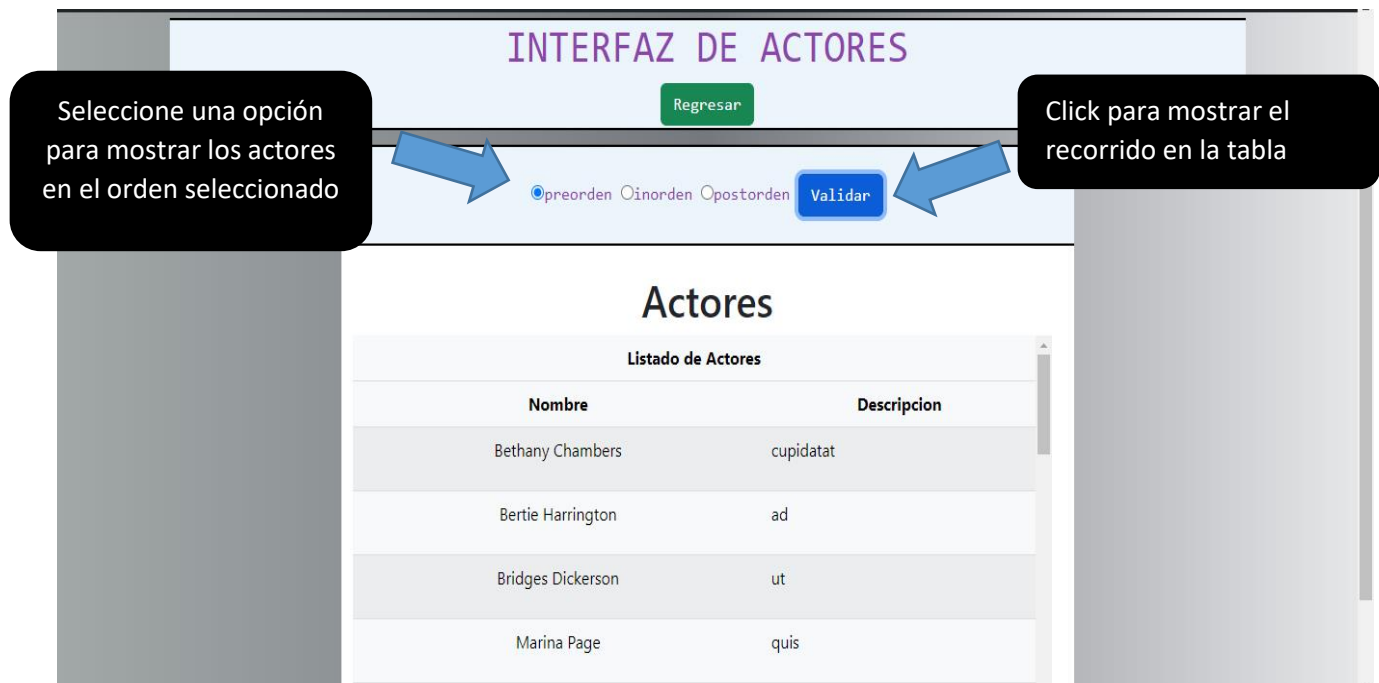 INTERFAZ DE ACTORES
Regresar
Seleccione una opción
para mostrar los actores
en el orden seleccionado
Click para mostrar el
recorrido en la tabla
preorden inorden postorden Validar
Actores
Listado de Actores
Nombre Descripcion
Bethany Chambers cupidatat
Bertie Harrington ad
Bridges Dickerson ut
Marina Page quis